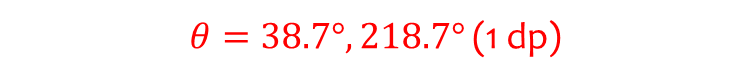 θ = 38.7°, 218.7° (1 dp)